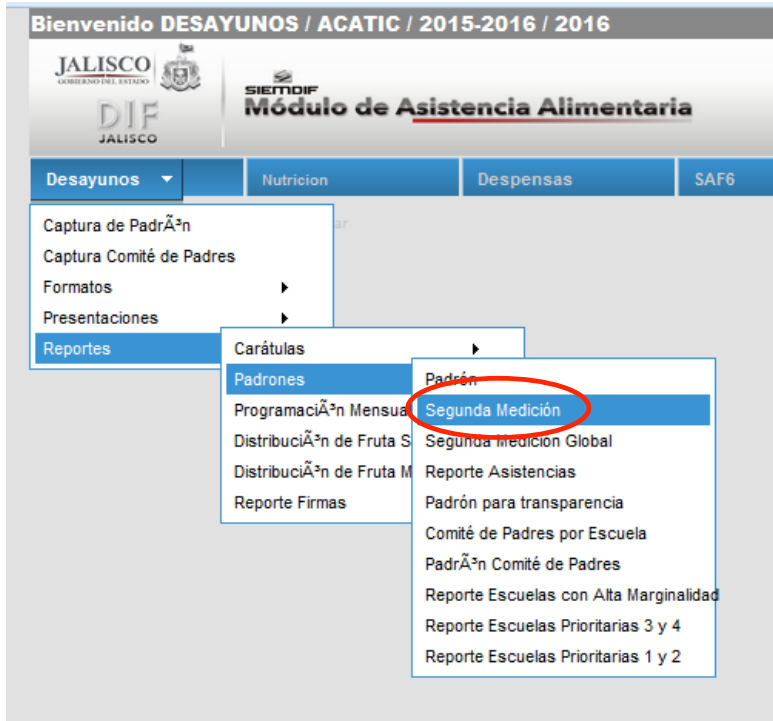 Bienvenido DESAYUNOS / ACATIC / 2015-2016 / 2016
JALISCO
GOBIERNO DEL ESTADO
DIF
JALISCO
SIEMDIF
Módulo de Asistencia Alimentaria
Desayunos Nutricion Despensas SAF6
Captura de PadrÃ³n
Captura Comité de Padres
Formatos
Presentaciones
Reportes
Carátulas
Padrones
ProgramaciÃ³n Mensual
DistribuciÃ³n de Fruta S
DistribuciÃ³n de Fruta M
Reporte Firmas
Padrón
Segunda Medición
Segunda Medición Global
Reporte Asistencias
Padrón para transparencia
Comité de Padres por Escuela
PadrÃ³n Comité de Padres
Reporte Escuelas con Alta Marginalidad
Reporte Escuelas Prioritarias 3 y 4
Reporte Escuelas Prioritarias 1 y 2